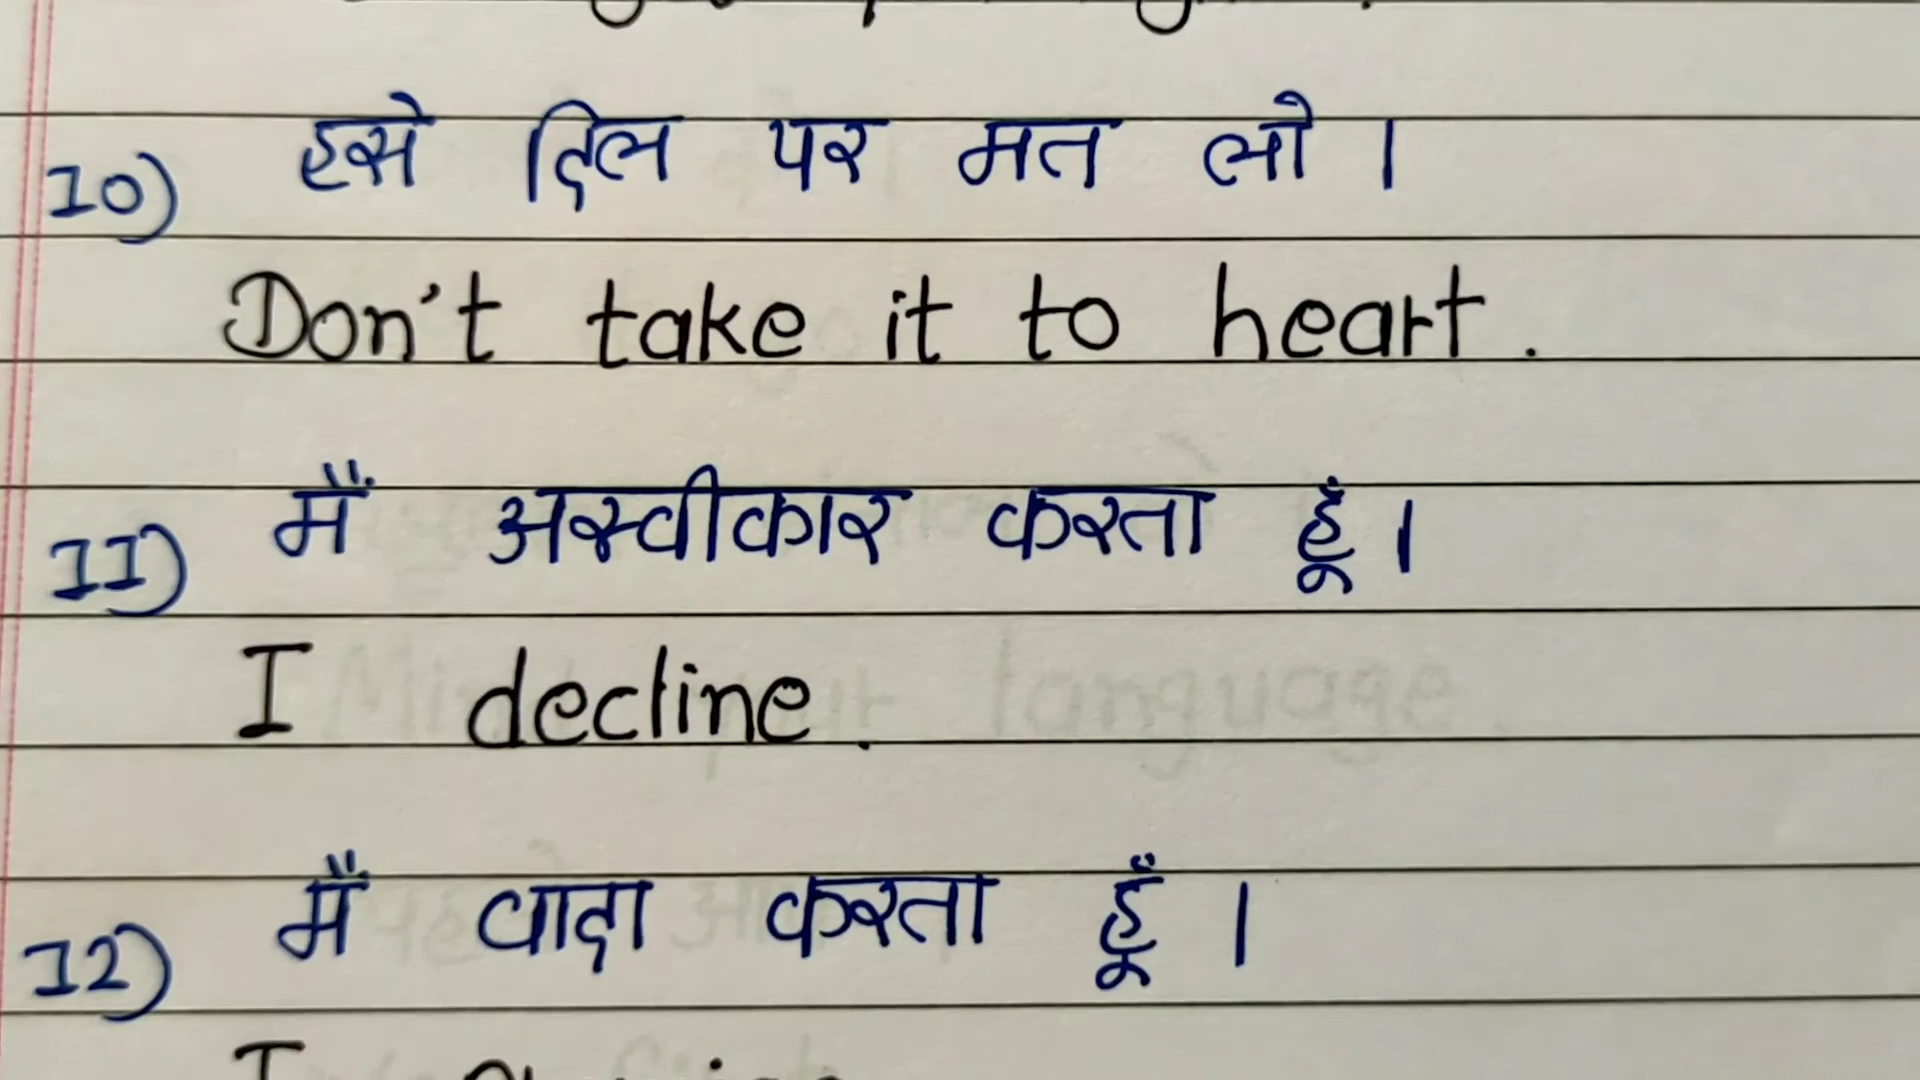 10) इसे दिल पर मत लो ।
Don't take it to heart.
11) मैं अस्वीकार करता हूँ।
I decline.
12) मैं वादा करता हूँ ।
I